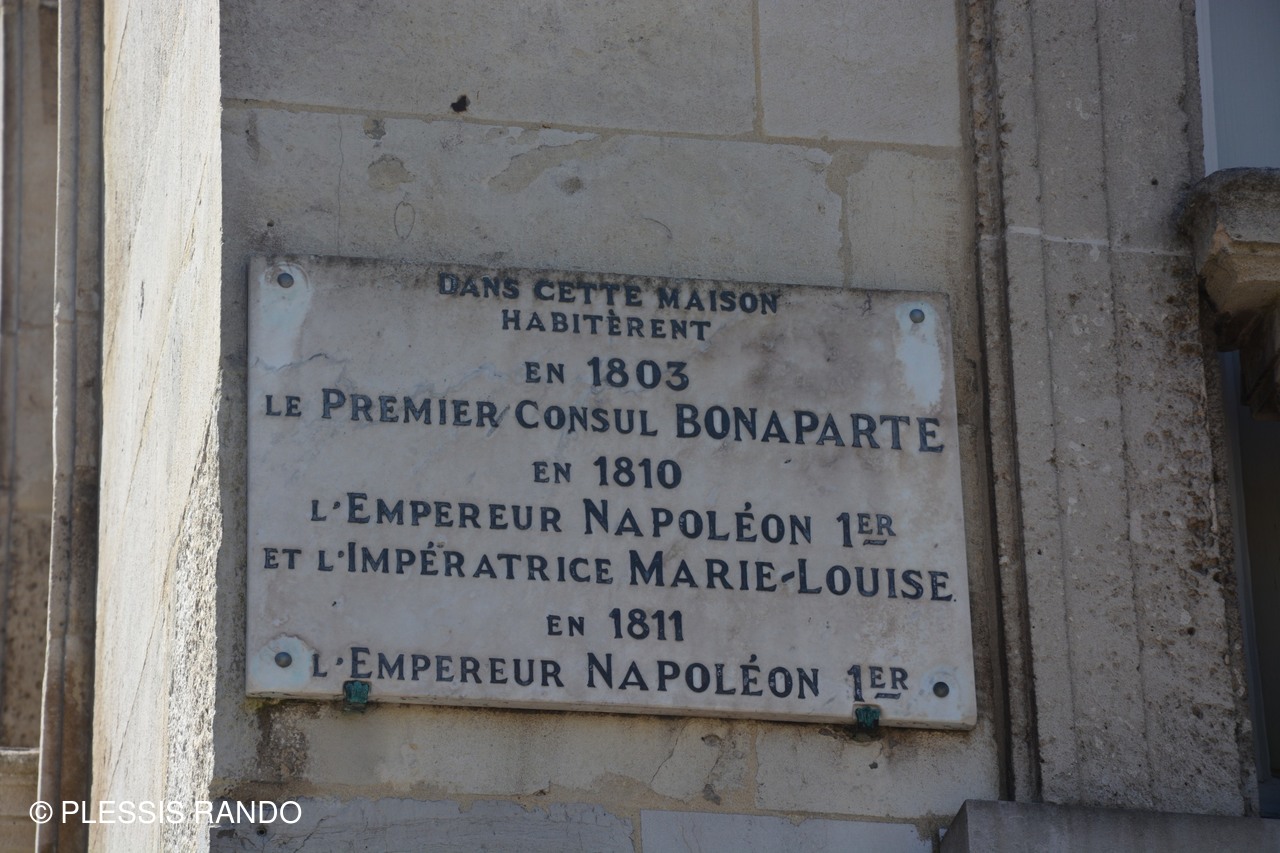 DANS CETTE MAISON
HABITÈRENT
EN 1803
LE PREMIER CONSUL BONAPARTE
EN 1810
L'EMPEREUR NAPOLÉON 1ER
ET L'IMPÉRATRICE MARIE-LOUISE.
EN 1811
L'EMPEREUR NAPOLÉON 1ER
© PLESSIS RANDO